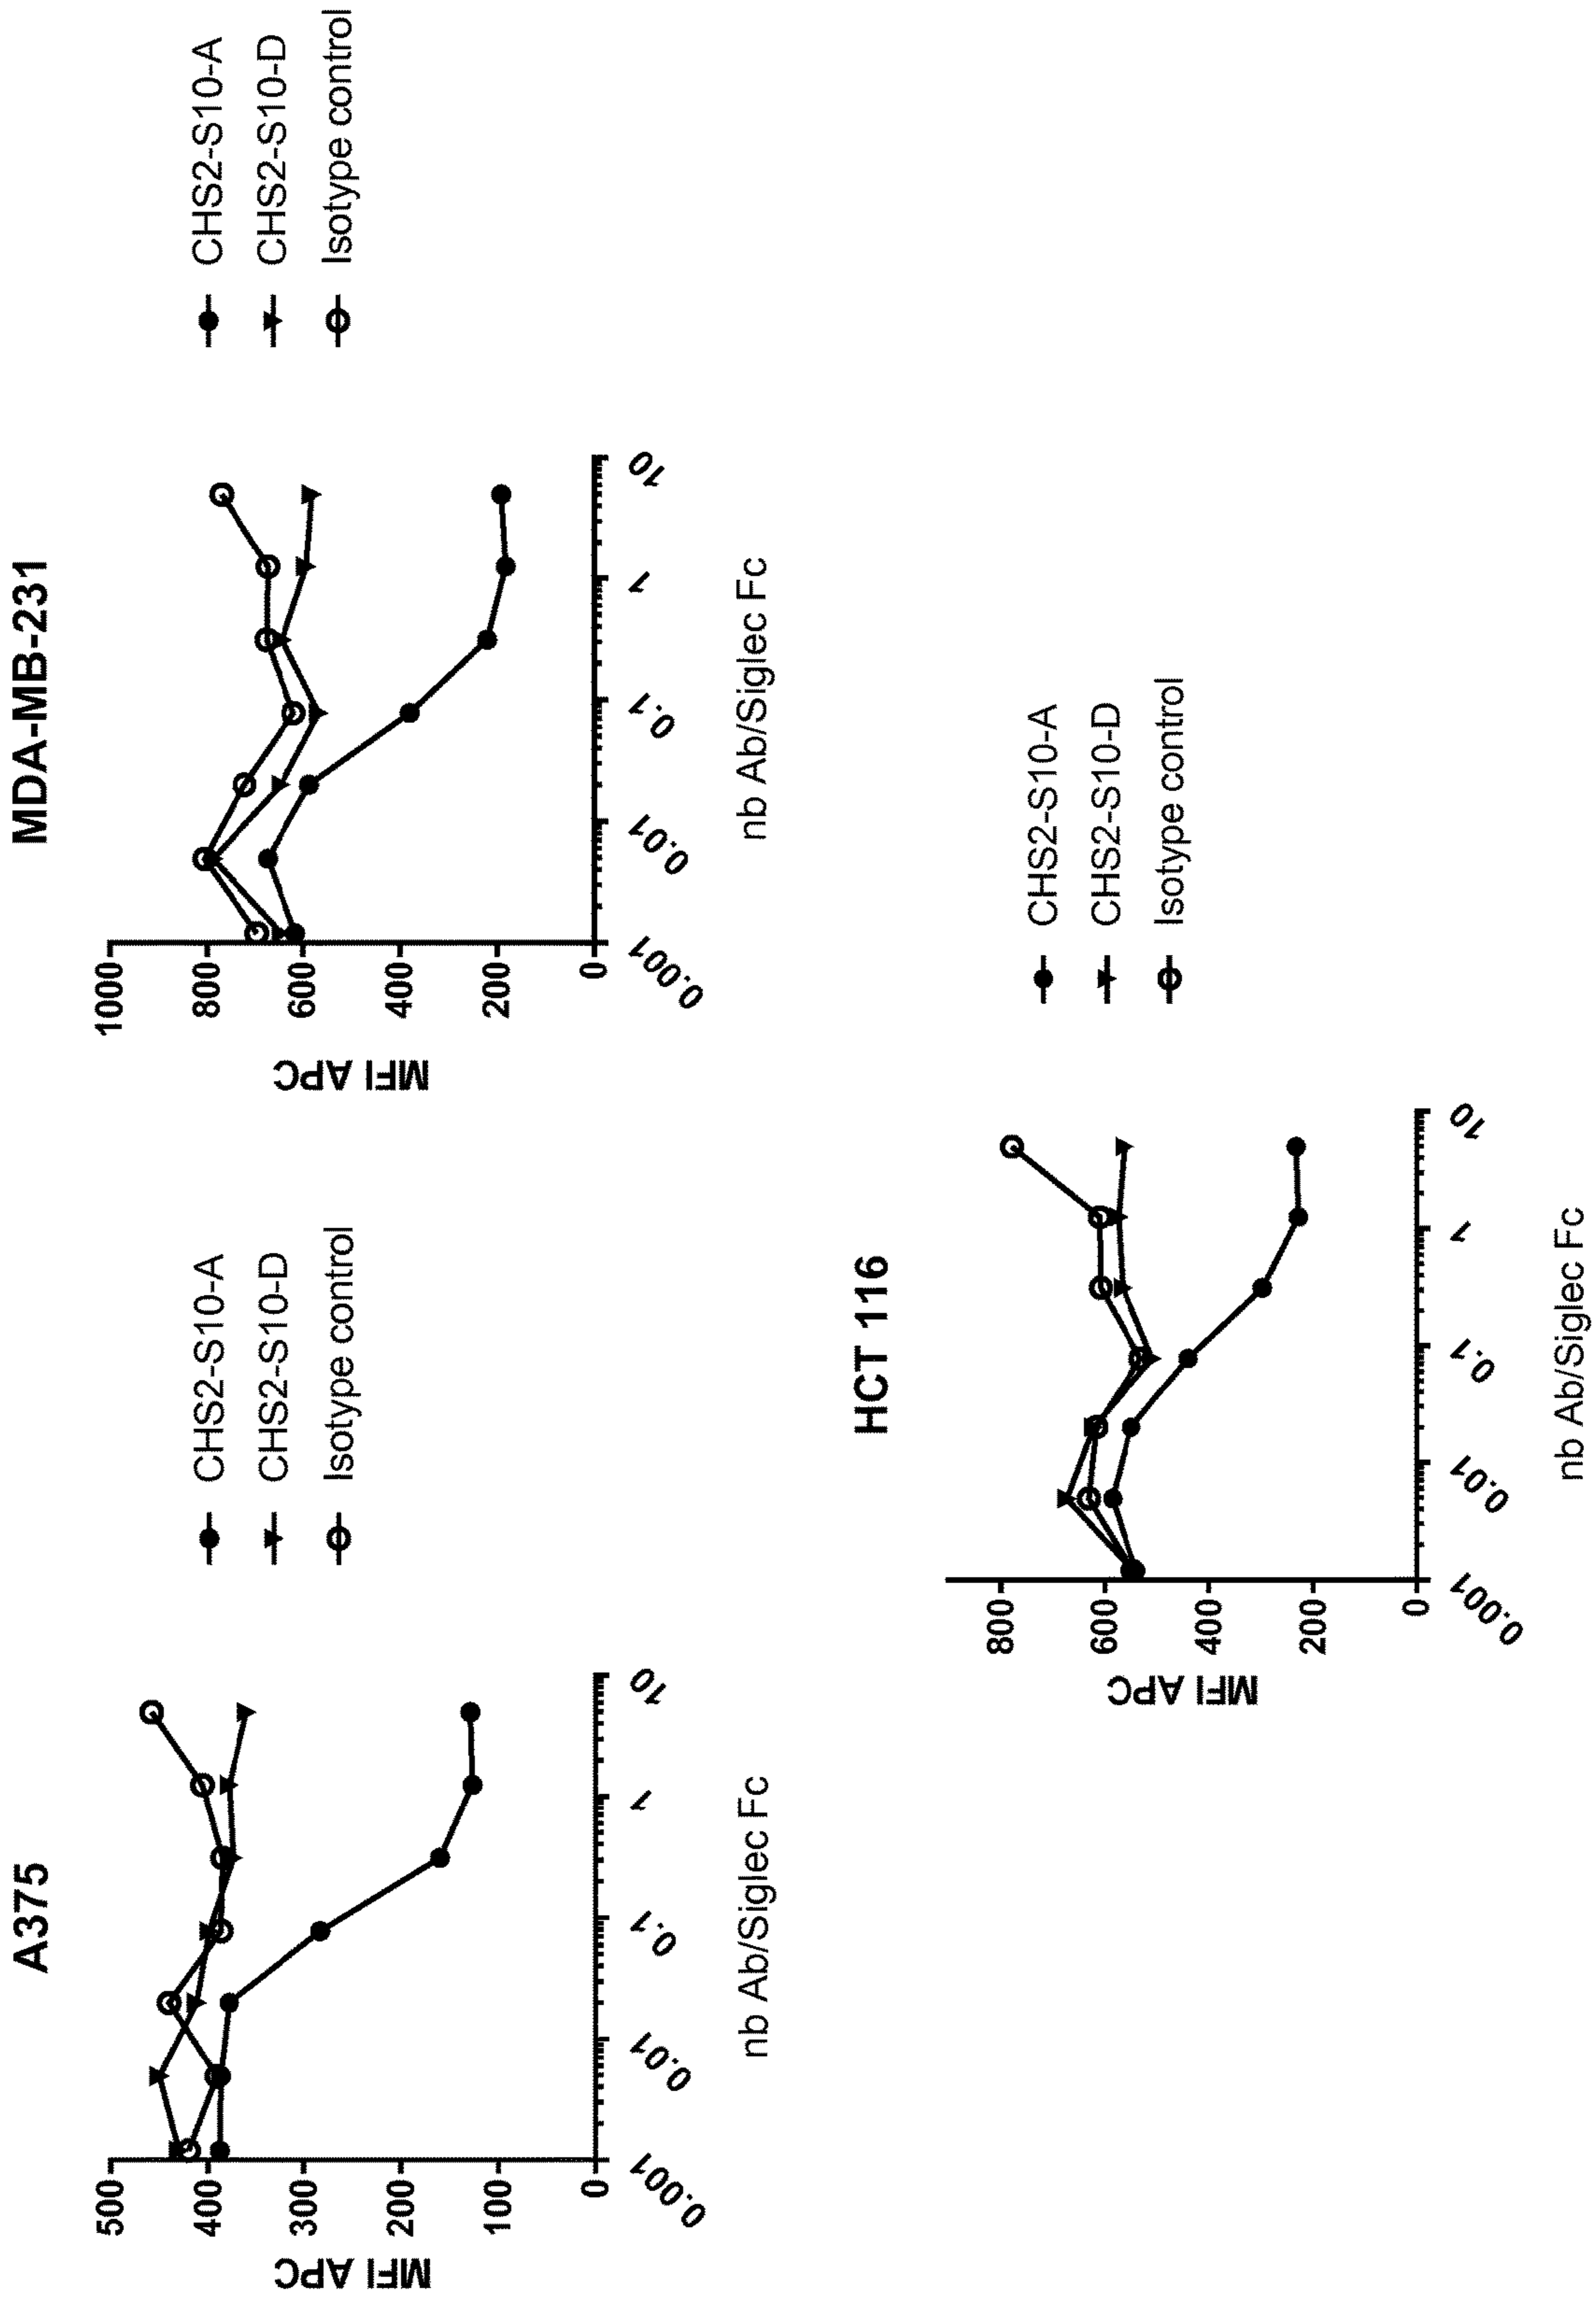 A375
MFI APC
500
400
300
200
100
0
0.001
0.01
0.1
1
10
nb Ab/Siglec Fc
CHS2-S10-A
CHS2-S10-D
Isotype control
MDA-MB-231
MFI APC
1000
800
600
400
200
0
0.001
0.01
0.1
1
10
nb Ab/Siglec Fc
CHS2-S10-A
CHS2-S10-D
Isotype control
HCT 116
MFI APC
800
600
400
200
0
0.001
0.01
0.1
1
10
nb Ab/Siglec Fc
CHS2-S10-A
CHS2-S10-D
Isotype control